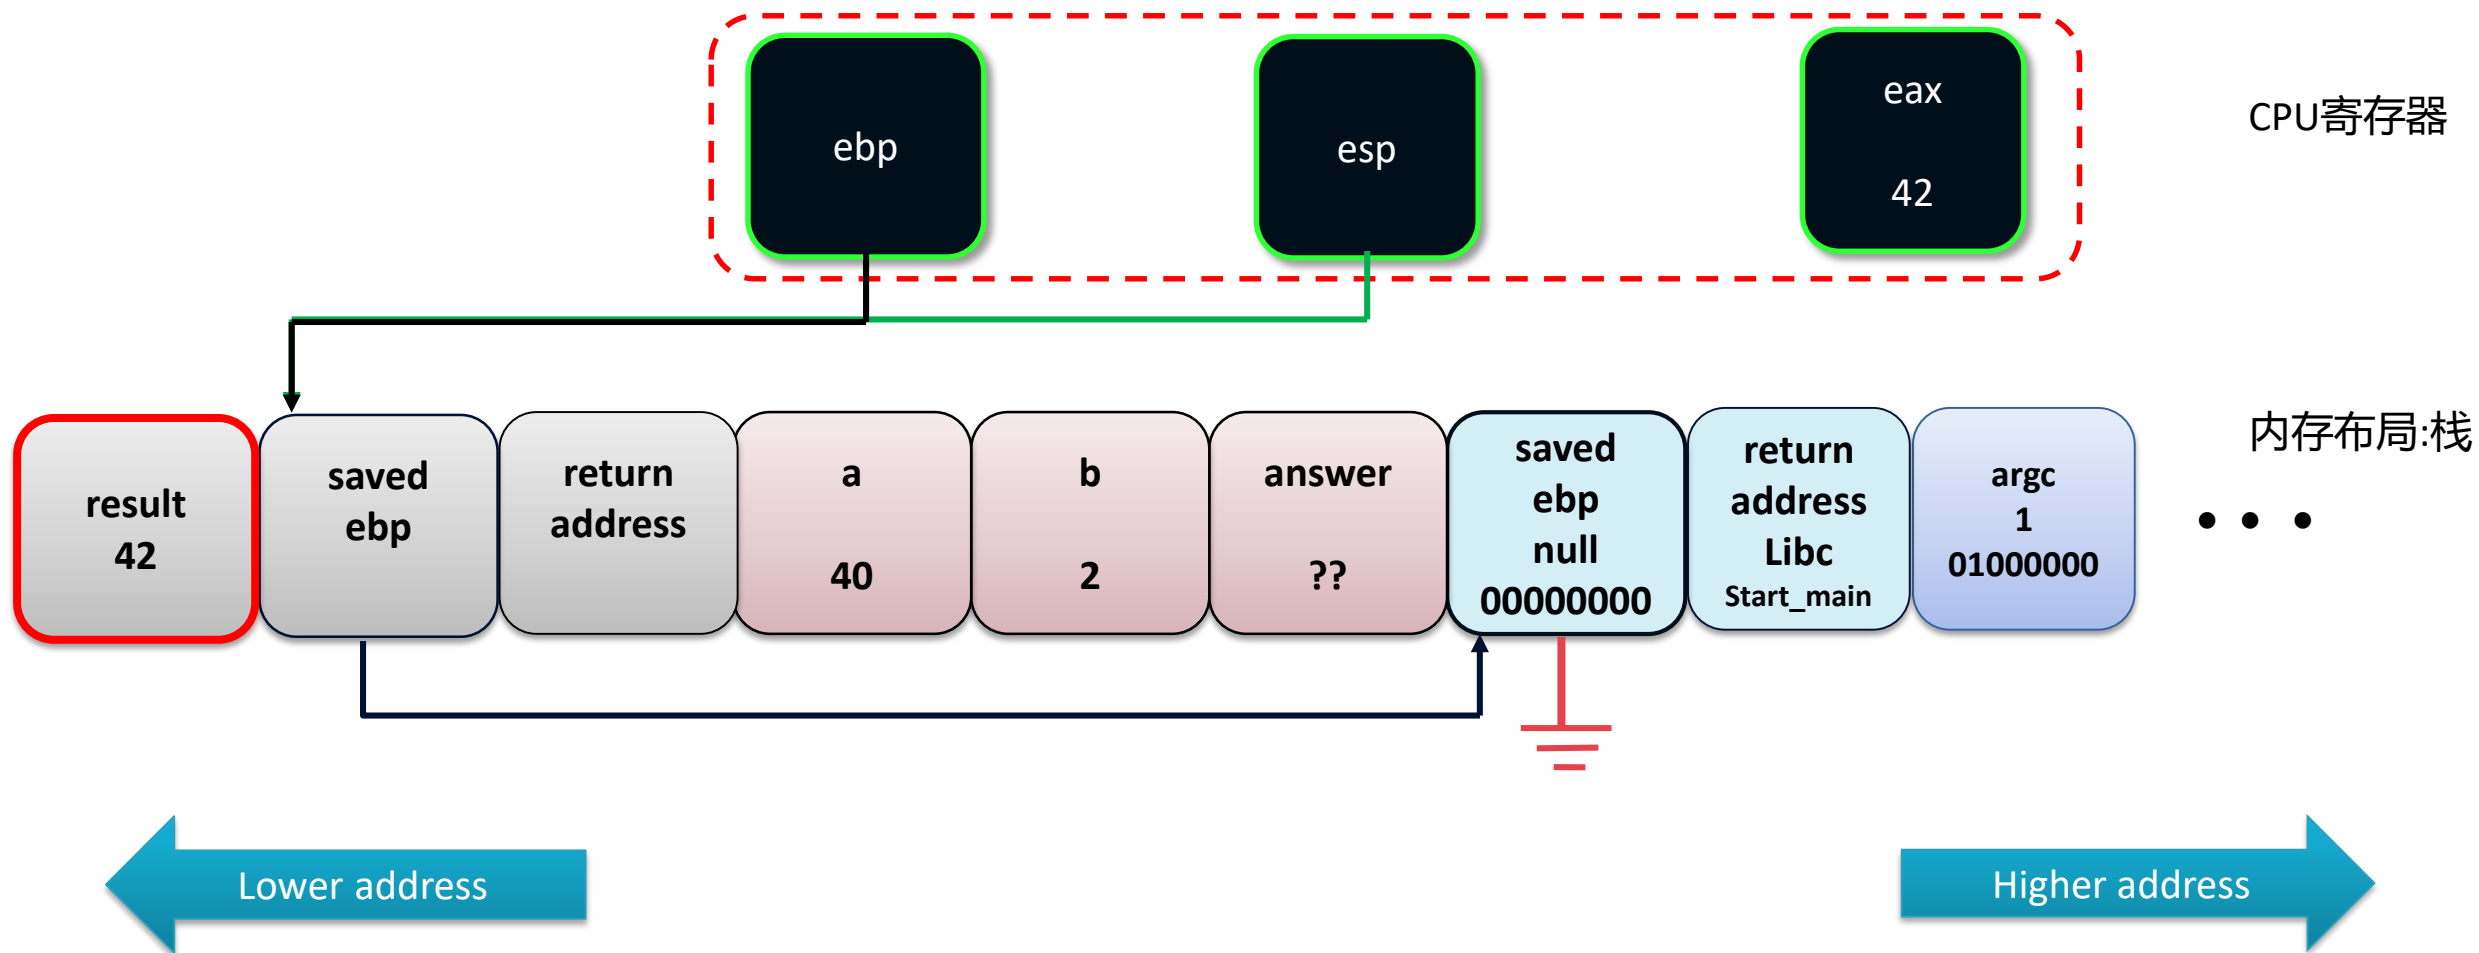 ebp
esp
eax
42
CPU寄存器
内存布局:栈
result
42
saved
ebp
return
address
a
40
b
2
answer
??
saved
ebp
null
00000000
return
address
Libc
Start_main
argc
1
01000000
Lower address
Higher address